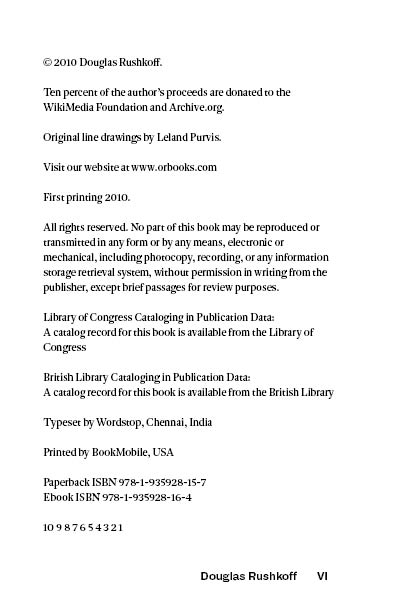 © 2010 Douglas Rushkoff.
Ten percent of the author's proceeds are donated to the
WikiMedia Foundation and Archive.org.
Original line drawings by Leland Purvis.
Visit our website at www.orbooks.com
First printing 2010.
All rights reserved. No part of this book may be reproduced or
transmitted in any form or by any means, electronic or
mechanical, including photocopy, recording, or any information
storage retrieval system, without permission in writing from the
publisher, except brief passages for review purposes.
Library of Congress Cataloging in Publication Data:
A catalog record for this book is available from the Library of
Congress
British Library Cataloging in Publication Data:
A catalog record for this book is available from the British Library
Typeset by Wordstop, Chennai, India
Printed by BookMobile, USA
Paperback ISBN 978-1-935928-15-7
Ebook ISBN 978-1-935928-16-4
10 9 8 7 6 5 4 3 2 1
Douglas Rushkoff VI